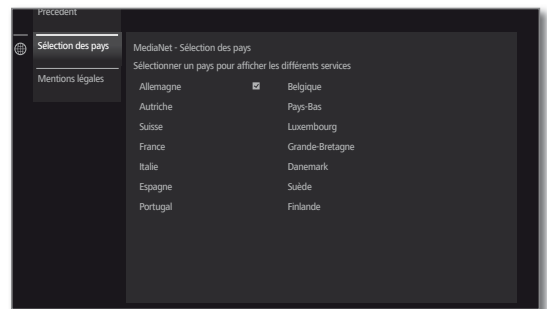 Précédent
Sélection des pays
Mentions légales
MediaNet - Sélection des pays
Sélectionner un pays pour afficher les différents services
Allemagne
Belgique
Autriche
Pays-Bas
Suisse
Luxembourg
France
Grande-Bretagne
Italie
Danemark
Espagne
Suède
Portugal
Finlande